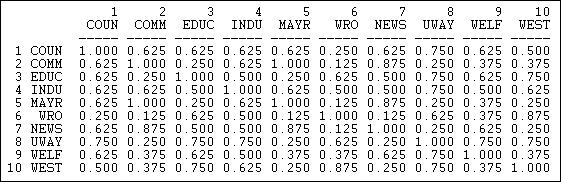 1 2 3 4 5 6 7 8 9 10
COUN COMM EDUC INDU MAYR WRO NEWS UWAY WELF WEST
----- ----- ----- ----- ----- ----- ----- ----- ----- -----
1 COUN 1.000 0.625 0.625 0.625 0.625 0.250 0.625 0.750 0.625 0.500
2 COMM 0.625 1.000 0.250 0.625 1.000 0.125 0.875 0.250 0.375 0.375
3 EDUC 0.625 0.250 1.000 0.500 0.250 0.625 0.500 0.750 0.625 0.750
4 INDU 0.625 0.625 0.500 1.000 0.625 0.500 0.500 0.750 0.500 0.625
5 MAYR 0.625 1.000 0.250 0.625 1.000 0.125 0.875 0.250 0.375 0.250
6 WRO 0.250 0.125 0.625 0.500 0.125 1.000 0.125 0.625 0.375 0.875
7 NEWS 0.625 0.875 0.500 0.500 0.875 0.125 1.000 0.250 0.625 0.250
8 UWAY 0.750 0.250 0.750 0.750 0.250 0.625 0.250 1.000 0.750 0.750
9 WELF 0.625 0.375 0.625 0.500 0.375 0.375 0.625 0.750 1.000 0.375
10 WEST 0.500 0.375 0.750 0.625 0.250 0.875 0.250 0.750 0.375 1.000